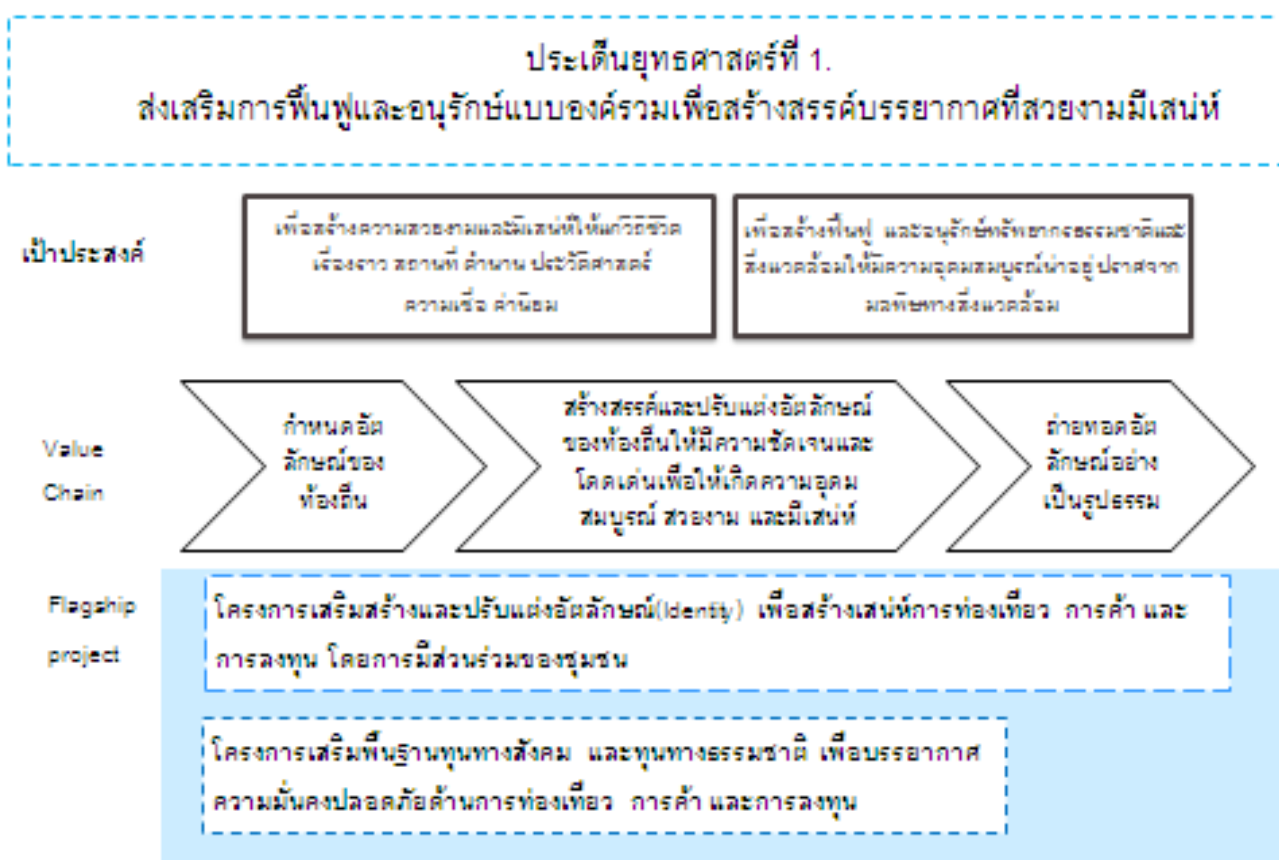 ประเด็นยุทธศาสตร์ที่ 1.
ส่งเสริมการฟื้นฟูและอนุรักษ์แบบองค์รวมเพื่อสร้างสรรค์บรรยากาศที่สวยงามมีเสน่ห์
เป้าประสงค์
เพื่อสร้างความสวยงามและมีเสน่ห์ให้แก่วิถีชีวิต
เรื่องราว สถานที่ ตำนาน ประวัติศาสตร์
ความเชื่อ ค่านิยม
เพื่อสร้างฟื้นฟู และอนุรักษ์ทรัพยากรธรรมชาติและ
สิ่งแวดล้อมให้มีความอุดมสมบูรณ์น่าอยู่ ปราศจาก
มลพิษทางสิ่งแวดล้อม
Value
Chain
กำหนดอัต
ลักษณ์ของ
ท้องถิ่น
สร้างสรรค์และปรับแต่งอัตลักษณ์
ของท้องถิ่นให้มีความชัดเจนและ
โดดเด่นเพื่อให้เกิดความอุดม
สมบูรณ์ สวยงาม และมีเสน่ห์
ถ่ายทอดอัต
ลักษณ์อย่าง
เป็นรูปธรรม
Flagship
project
โครงการเสริมสร้างและปรับแต่งอัตลักษณ์(Identity) เพื่อสร้างเสน่ห์การท่องเที่ยว การค้า และ
การลงทุน โดยการมีส่วนร่วมของชุมชน
โครงการเสริมพื้นฐานทุนทางสังคม และทุนทางธรรมชาติ เพื่อบรรยากาศ
ความมั่นคงปลอดภัยด้านการท่องเที่ยว การค้า และการลงทุน